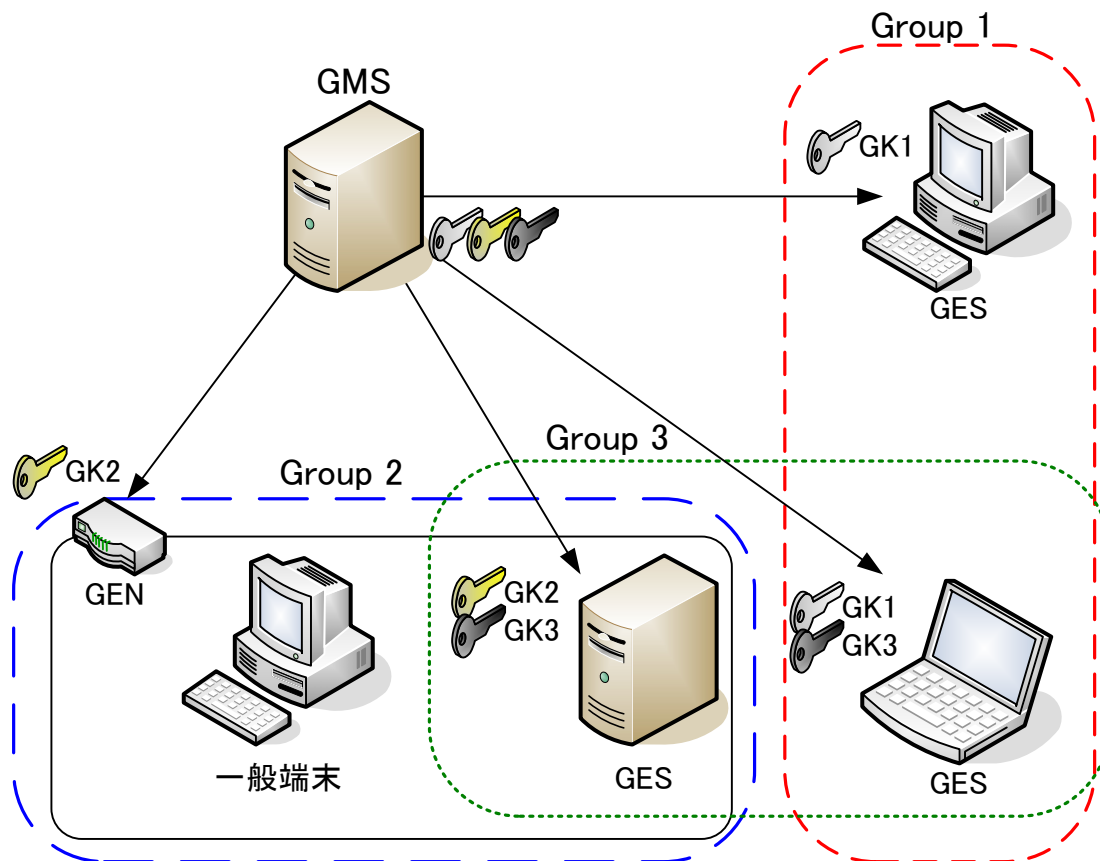 Group 1
GMS
GK1
GES
Group 3
Group 2
GK2
GEN
GK2
GK3
GK1
GK3
一般端末
GES
GES